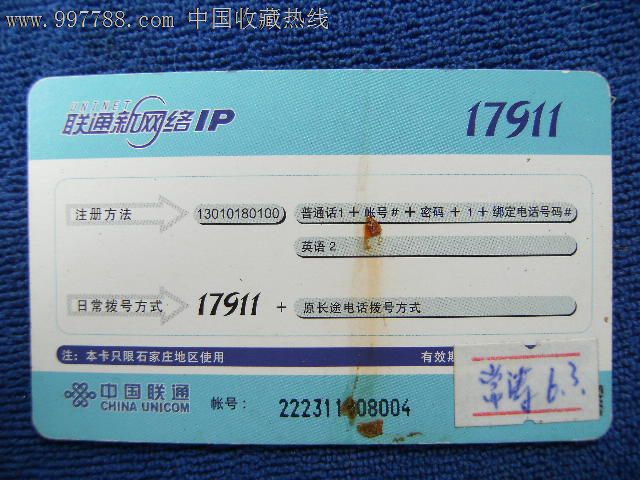 www.997788.com 中国收藏热线
UNINET
联通新网络IP 17911
注册方法 13010180100 普通话1 + 帐号# + 密码 + 1 + 绑定电话号码#
英语2
日常拨号方式 17911 + 原长途电话拨号方式
注：本卡只限石家庄地区使用 有效期
中国联通
CHINA UNICOM
帐号：
6.3.